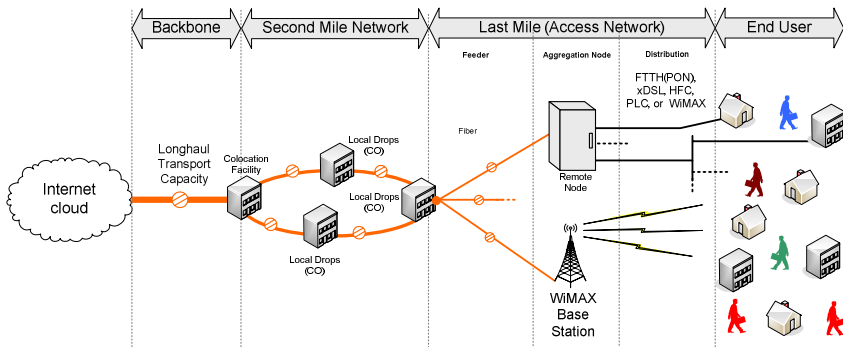 Backbone
Second Mile Network
Last Mile (Access Network)
End User
Feeder
Aggregation Node
Distribution
FTTH(PON),
xDSL, HFC,
PLC, or WiMAX
Fiber
Longhaul
Transport
Capacity
Colocation
Facility
Local Drops
(CO)
Local Drops
(CO)
Local Drops
(CO)
Internet
cloud
Remote
Node
WiMAX
Base
Station